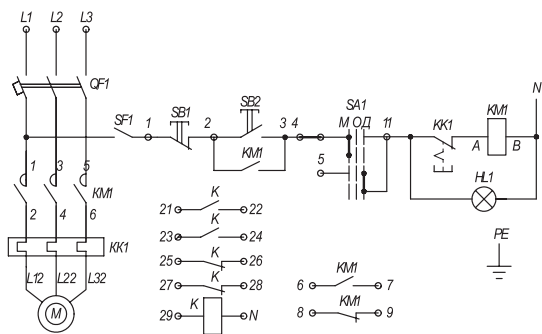 L1 L2 L3
QF1
N
SF1 1 SB1 2 SB2 3 4 SA1 11 KK1 KM1
М О Д
A B
KM1
5
HL1
1 3 5
KM1
2 4 6
21 K 22
23 K 24
25 K 26
27 K 28
29 K N
6 KM1 7
8 KM1 9
PE
KK1
L12 L22 L32
M